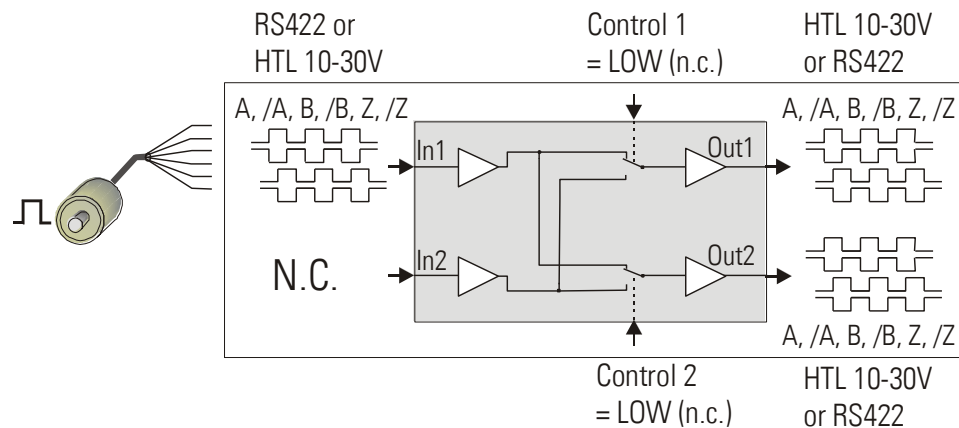 RS422 or
HTL 10-30V
Control 1
= LOW (n.c.)
HTL 10-30V
or RS422
A, /A, B, /B, Z, /Z
A, /A, B, /B, Z, /Z
In1
Out1
In2
Out2
N.C.
A, /A, B, /B, Z, /Z
Control 2
= LOW (n.c.)
HTL 10-30V
or RS422